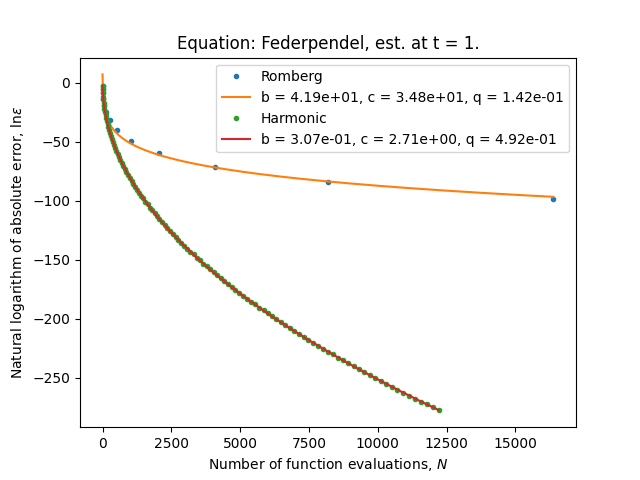 Equation: Federpendel, est. at t = 1.
Romberg
b = 4.19e+01, c = 3.48e+01, q = 1.42e-01
Harmonic
b = 3.07e-01, c = 2.71e+00, q = 4.92e-01
Natural logarithm of absolute error, lnε
0
−50
−100
−150
−200
−250
0 2500 5000 7500 10000 12500 15000
Number of function evaluations, N